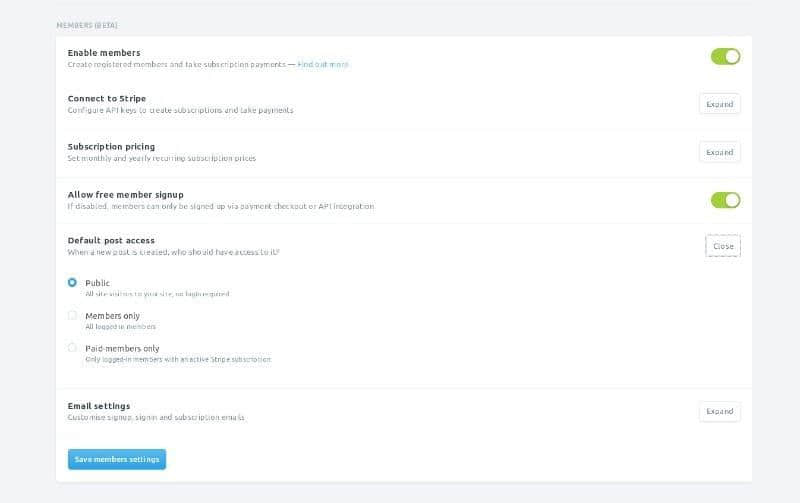 MEMBERS (BETA)
Enable members
Create registered members and take subscription payments — Find out more
Connect to Stripe
Configure API keys to create subscriptions and take payments
Expand
Subscription pricing
Set monthly and yearly recurring subscription prices
Expand
Allow free member signup
If disabled, members can only be signed up via payment checkout or API integration
Default post access
When a new post is created, who should have access to it?
Close
Public
All site visitors to your site, no login required
Members only
All logged in members
Paid-members only
Only logged-in members with an active Stripe subscription
Email settings
Customise signup, signin and subscription emails
Expand
Save members settings